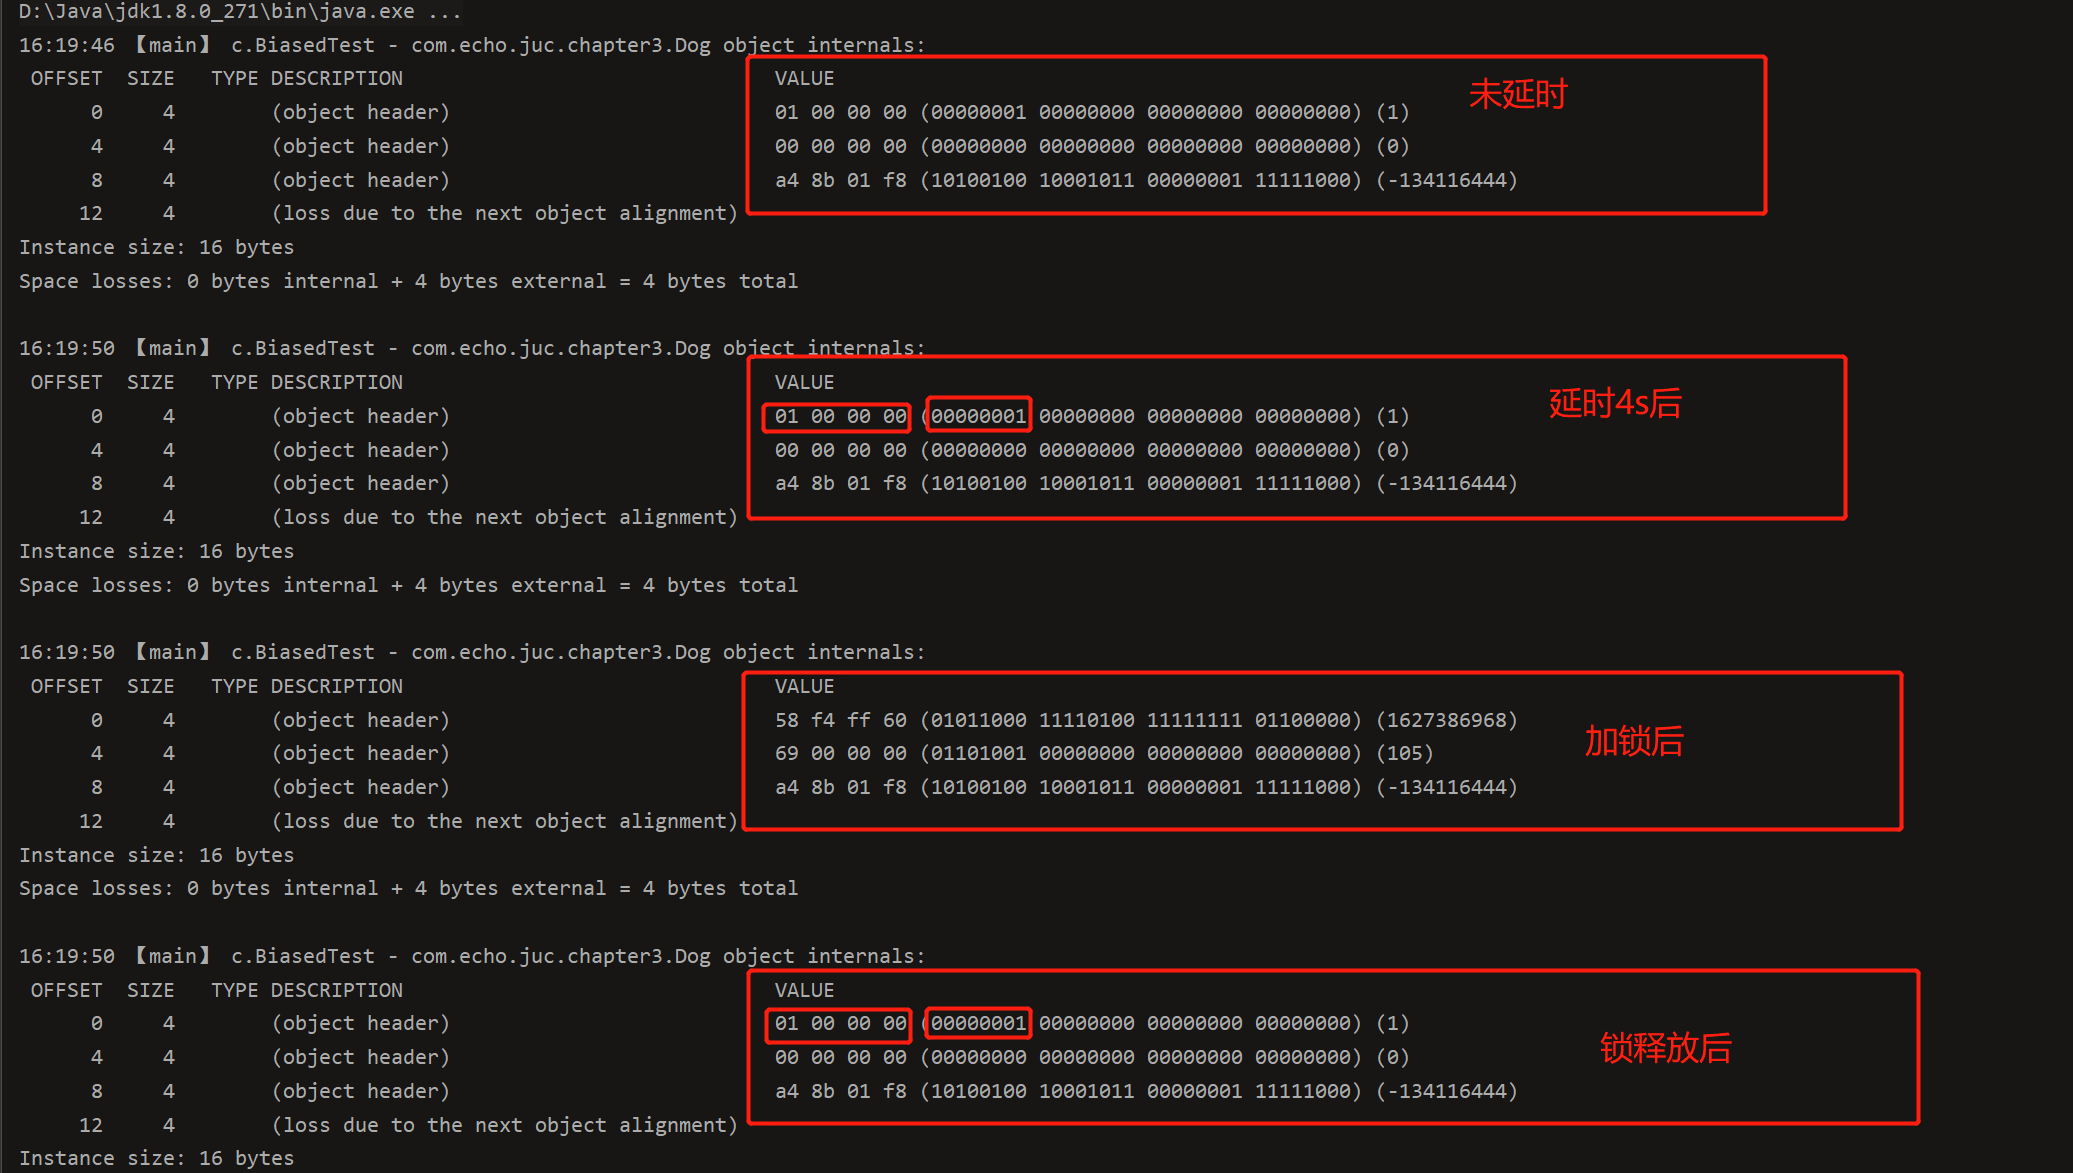 D:\Java\jdk1.8.0_271\bin\java.exe ...
16:19:46 【main】 c.BiasedTest - com.echo.juc.chapter3.Dog object internals:
OFFSET  SIZE   TYPE DESCRIPTION                               VALUE
未延时
0     4        (object header)                           01 00 00 00 (00000001 00000000 00000000 00000000) (1)
4     4        (object header)                           00 00 00 00 (00000000 00000000 00000000 00000000) (0)
8     4        (object header)                           a4 8b 01 f8 (10100100 10001011 00000001 11111000) (-134116444)
12     4        (loss due to the next object alignment)
Instance size: 16 bytes
Space losses: 0 bytes internal + 4 bytes external = 4 bytes total
16:19:50 【main】 c.BiasedTest - com.echo.juc.chapter3.Dog object internals:
OFFSET  SIZE   TYPE DESCRIPTION                               VALUE
延时4s后
0     4        (object header)                           01 00 00 00 (00000001 00000000 00000000 00000000) (1)
4     4        (object header)                           00 00 00 00 (00000000 00000000 00000000 00000000) (0)
8     4        (object header)                           a4 8b 01 f8 (10100100 10001011 00000001 11111000) (-134116444)
12     4        (loss due to the next object alignment)
Instance size: 16 bytes
Space losses: 0 bytes internal + 4 bytes external = 4 bytes total
16:19:50 【main】 c.BiasedTest - com.echo.juc.chapter3.Dog object internals:
OFFSET  SIZE   TYPE DESCRIPTION                               VALUE
0     4        (object header)                           58 f4 ff 60 (01011000 11110100 11111111 01100000) (1627386968)
加锁后
4     4        (object header)                           69 00 00 00 (01101001 00000000 00000000 00000000) (105)
8     4        (object header)                           a4 8b 01 f8 (10100100 10001011 00000001 11111000) (-134116444)
12     4        (loss due to the next object alignment)
Instance size: 16 bytes
Space losses: 0 bytes internal + 4 bytes external = 4 bytes total
16:19:50 【main】 c.BiasedTest - com.echo.juc.chapter3.Dog object internals:
OFFSET  SIZE   TYPE DESCRIPTION                               VALUE
0     4        (object header)                           01 00 00 00 (00000001 00000000 00000000 00000000) (1)
锁释放后
4     4        (object header)                           00 00 00 00 (00000000 00000000 00000000 00000000) (0)
8     4        (object header)                           a4 8b 01 f8 (10100100 10001011 00000001 11111000) (-134116444)
12     4        (loss due to the next object alignment)
Instance size: 16 bytes